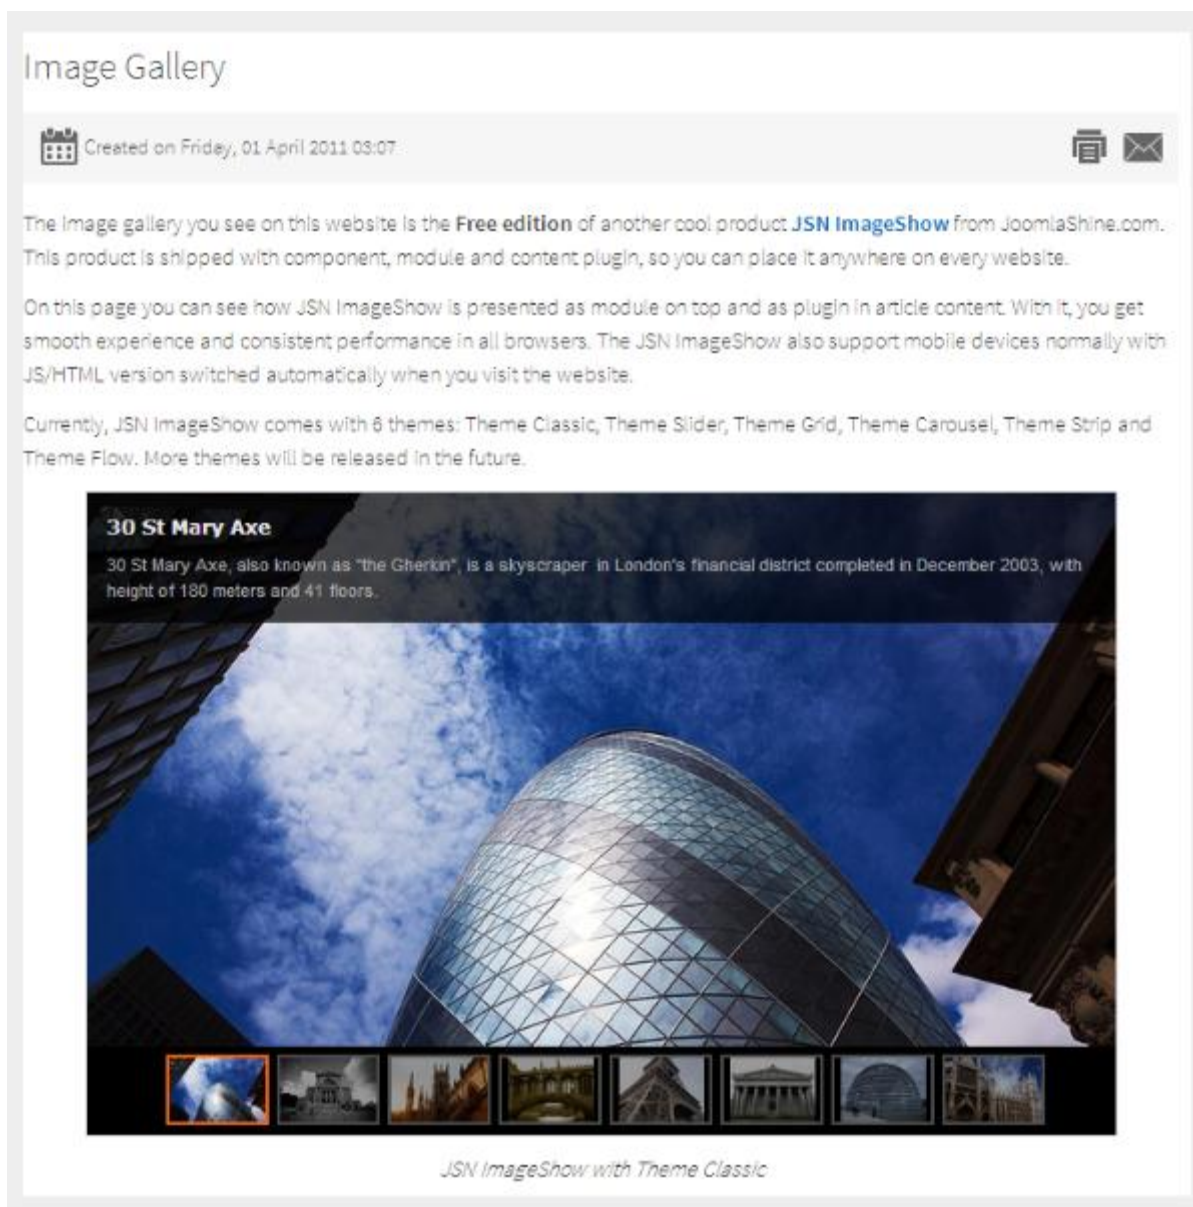 Image Gallery
Created on Friday, 01 April 2011 03:07
The image gallery you see on this website is the Free edition of another cool product JSN ImageShow from JoomlaShine.com.
This product is shipped with component, module and content plugin, so you can place it anywhere on every website.
On this page you can see how JSN ImageShow is presented as module on top and as plugin in article content. With it, you get
smooth experience and consistent performance in all browsers. The JSN ImageShow also support mobile devices normally with
JS/HTML version switched automatically when you visit the website.
Currently, JSN ImageShow comes with 6 themes: Theme Classic, Theme Slider, Theme Grid, Theme Carousel, Theme Strip and
Theme Flow. More themes will be released in the future.
30 St Mary Axe
30 St Mary Axe, also known as "the Gherkin", is a skyscraper in London's financial district completed in December 2003, with
height of 180 meters and 41 floors.
JSN ImageShow with Theme Classic